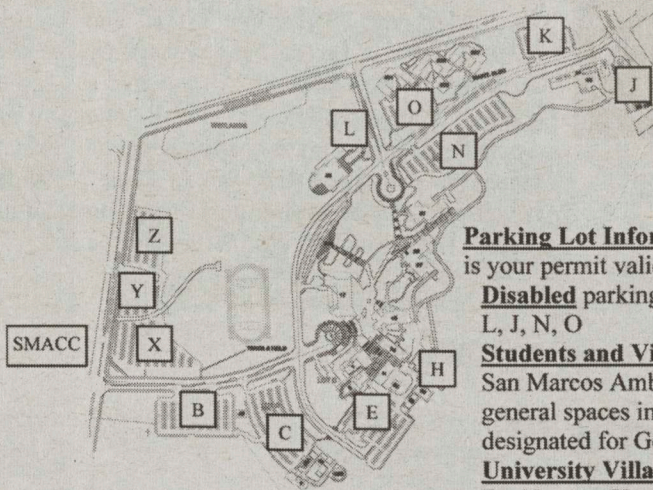 K
J
O
L
N
Z
Y
X
SMACC
B
C
E
H
Parking Lot Infor
is your permit vali
Disabled parking
L, J, N, O
Students and Vi
San Marcos Amb
general spaces in
designated for G
University Villa